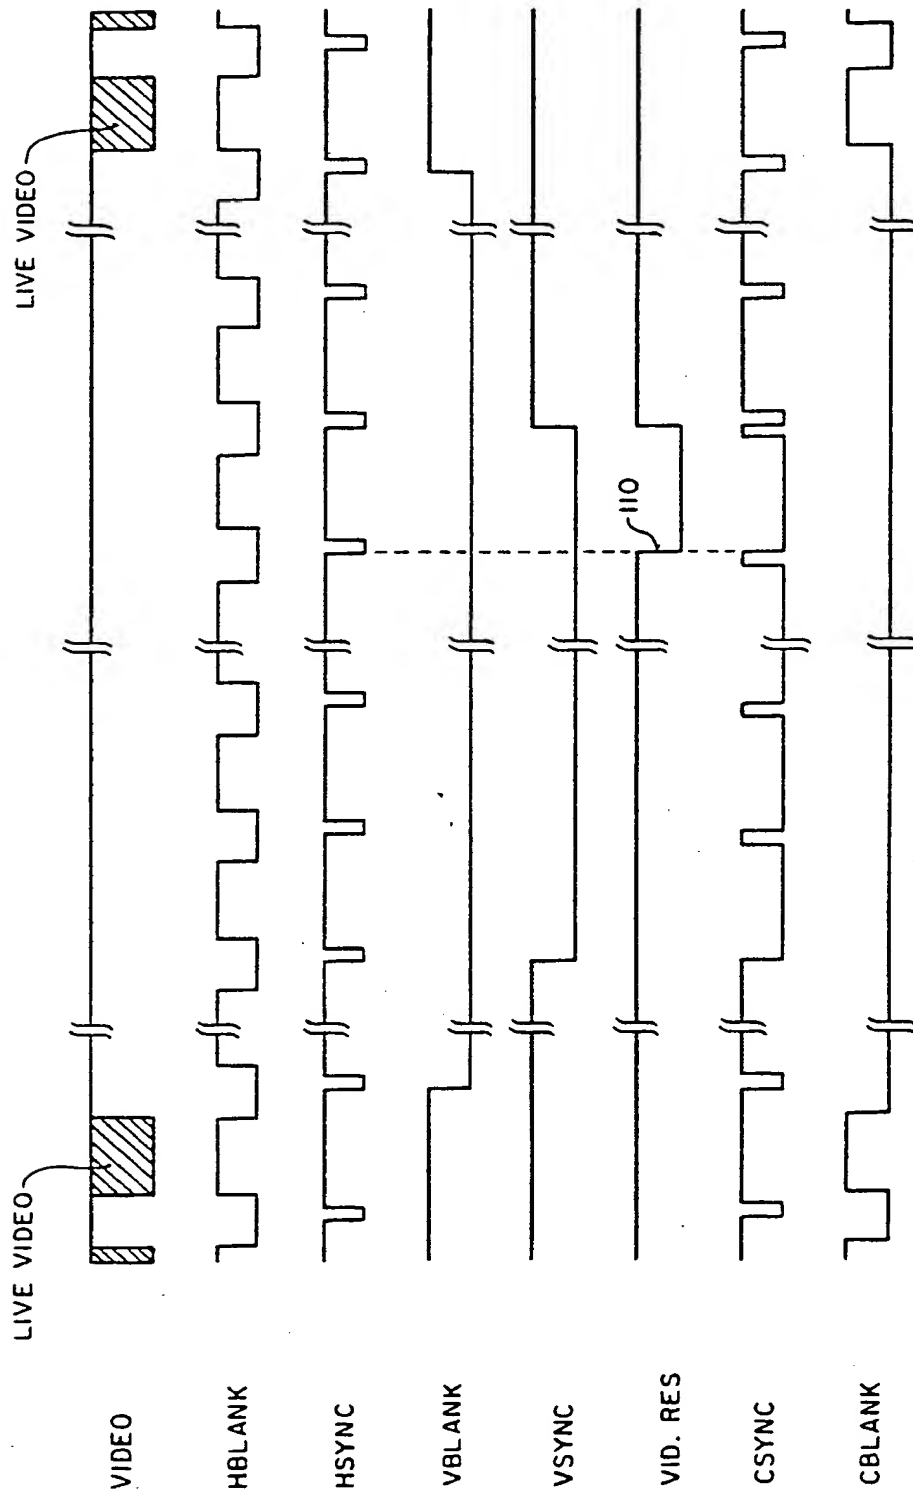 LIVE VIDEO
LIVE VIDEO
110
VIDEO
HBLANK
HSYNC
VBLANK
VSYNC
VID. RES
CSYNC
CBLANK